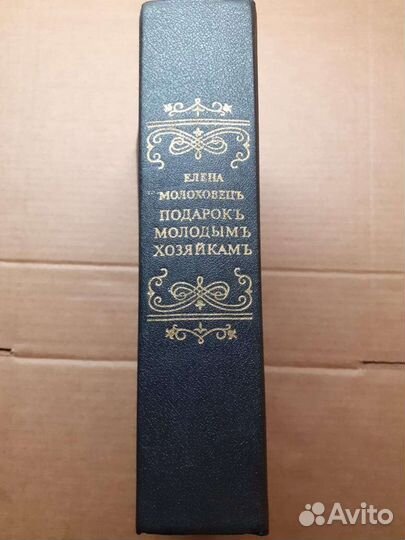 ЕЛЕНА
МОЛОХОВЕЦЪ
ПОДАРОКЪ
МОЛОДЫМЪ
ХОЗЯЙКАМЪ
Avito